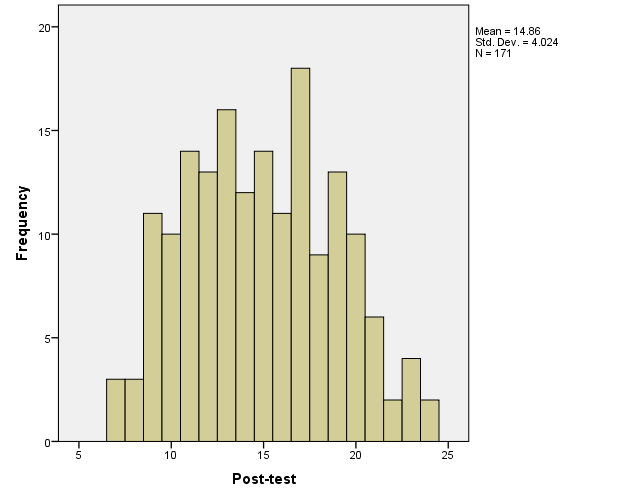 Mean = 14.86
Std. Dev. = 4.024
N = 171
20
15
10
5
0
Frequency
5 10 15 20 25
Post-test